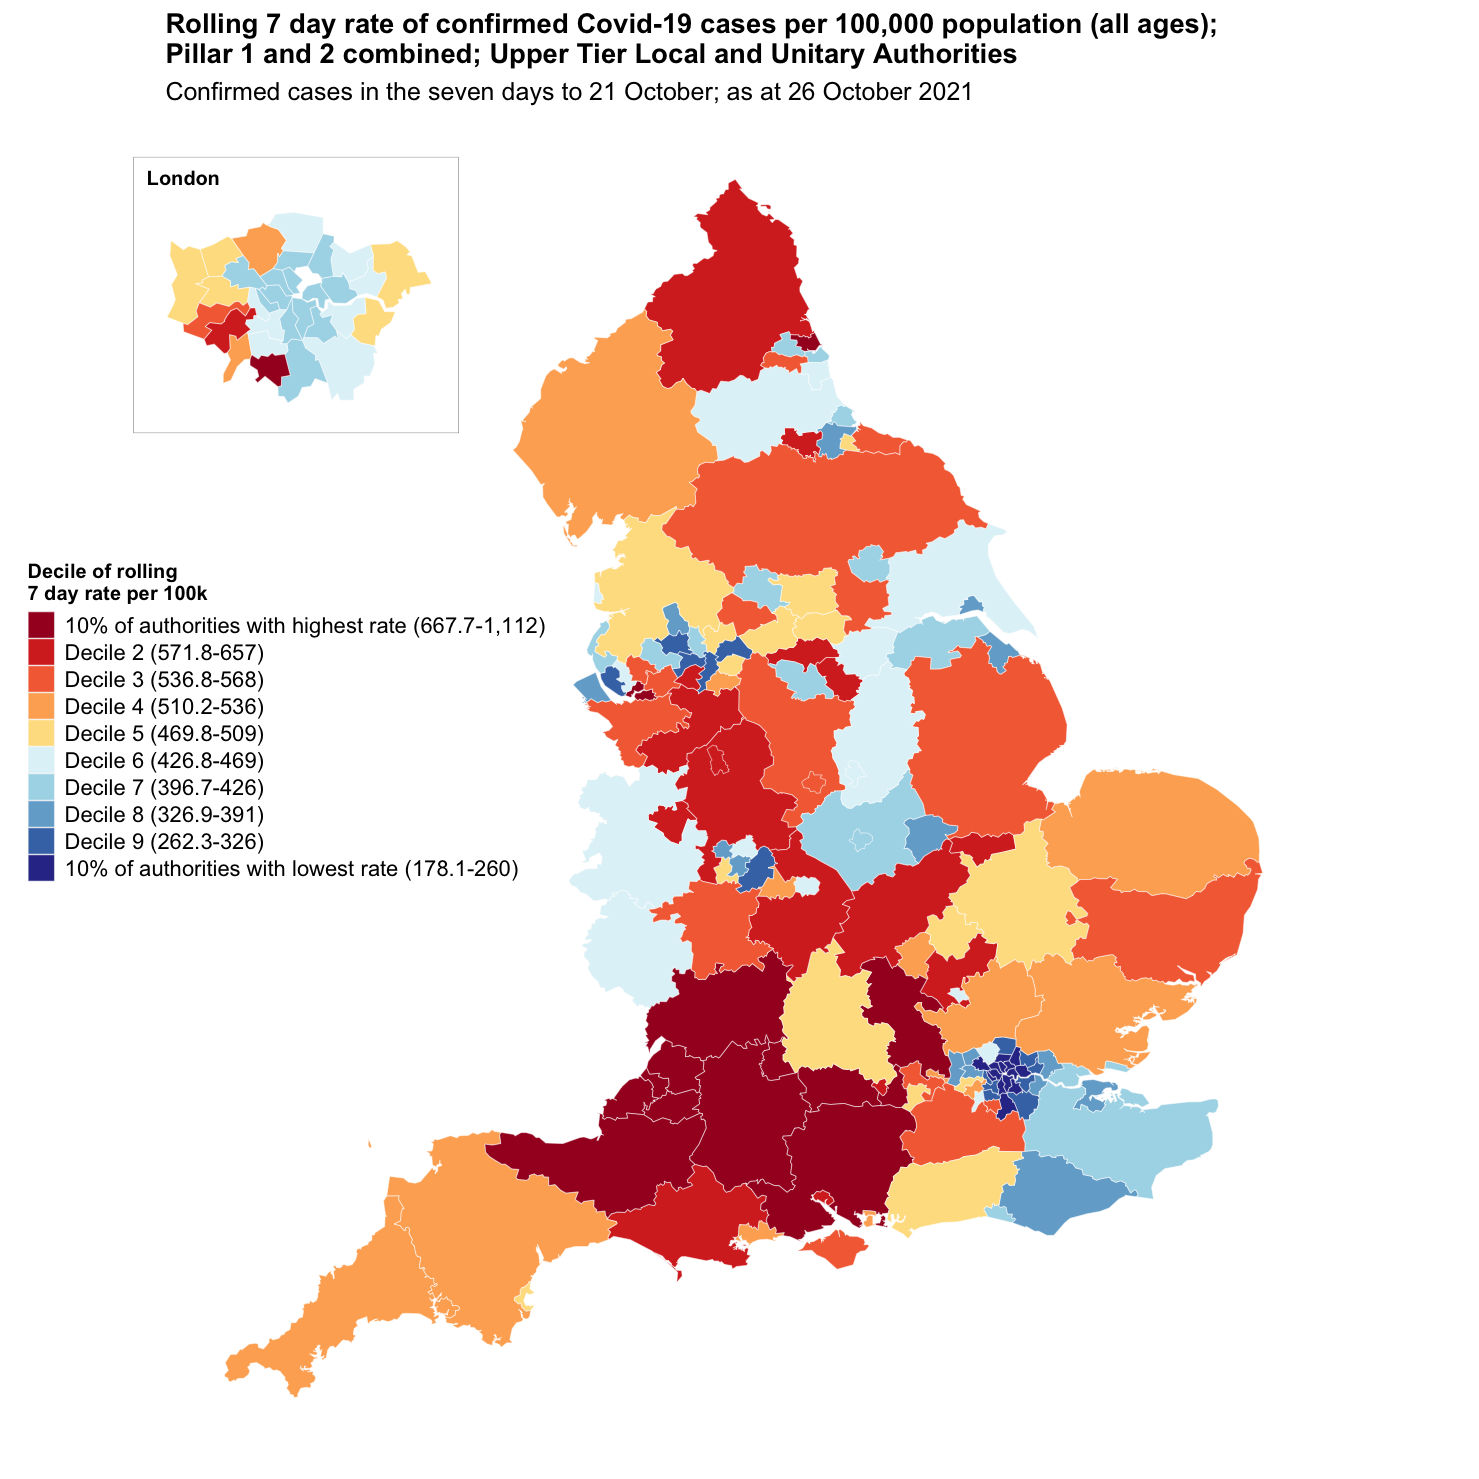 Rolling 7 day rate of confirmed Covid-19 cases per 100,000 population (all ages);
Pillar 1 and 2 combined; Upper Tier Local and Unitary Authorities
Confirmed cases in the seven days to 21 October; as at 26 October 2021
London
Decile of rolling
7 day rate per 100k
10% of authorities with highest rate (667.7-1,112)
Decile 2 (571.8-657)
Decile 3 (536.8-568)
Decile 4 (510.2-536)
Decile 5 (469.8-509)
Decile 6 (426.8-469)
Decile 7 (396.7-426)
Decile 8 (326.9-391)
Decile 9 (262.3-326)
10% of authorities with lowest rate (178.1-260)